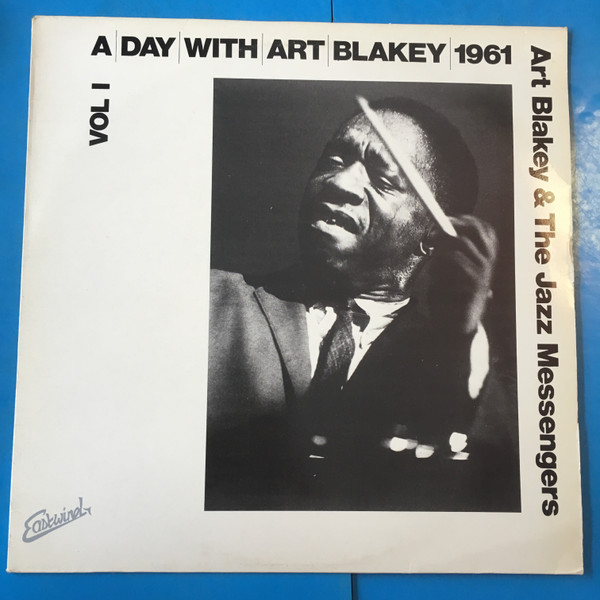 A|DAY|WITH|ART|BLAKEY|1961
VOL I
Art Blakey & The Jazz Messengers
Eastwind